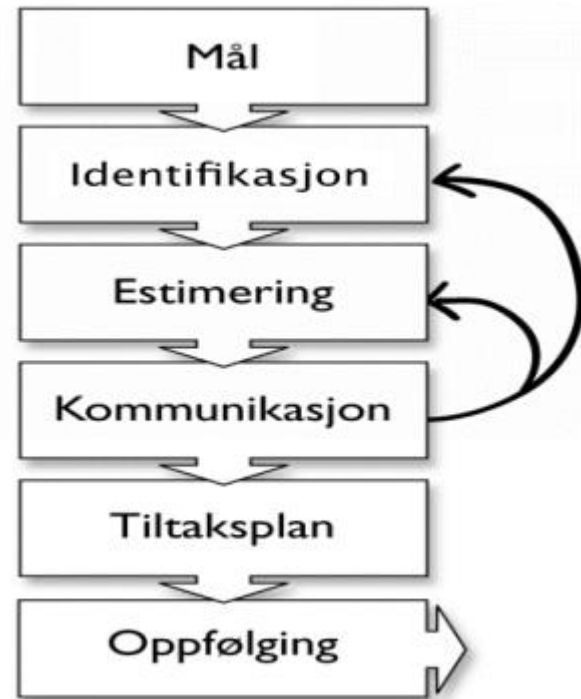 Mål
Identifikasjon
Estimering
Kommunikasjon
Tiltaksplan
Oppfølging